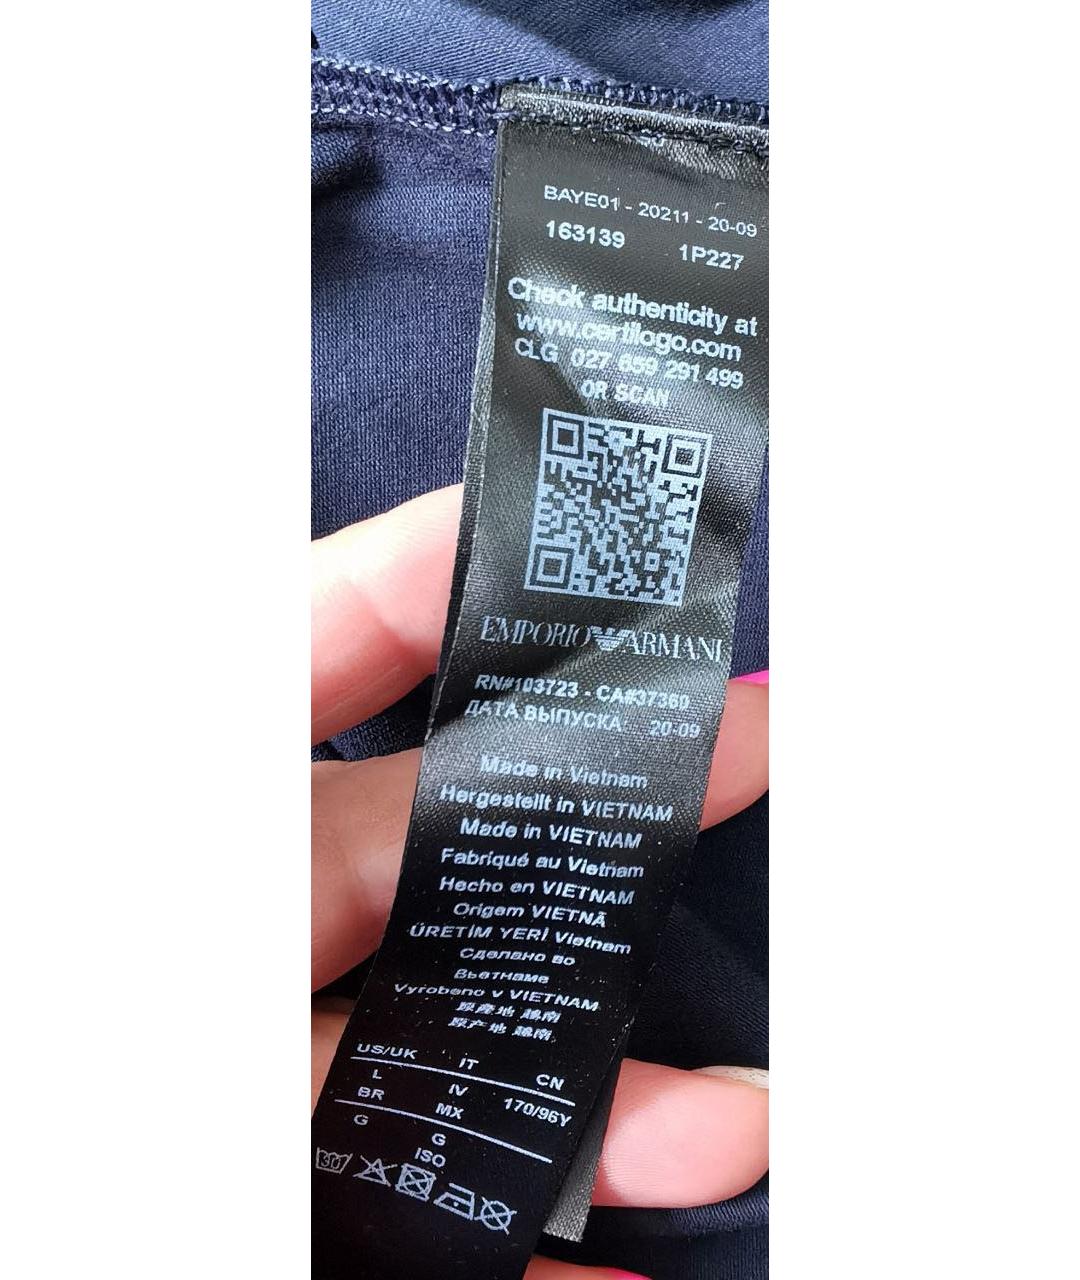 BAYE01 - 20211 - 20-09
163139 1P227
Check authenticity at
www.certilogo.com
CLG 027 659 291 499
OR SCAN
EMPORIO ARMANI
RN#103723 - CA#37360
ДАТА ВЫПУСКА 20-09
Made in Vietnam
Hergestellt in VIETNAM
Made in VIETNAM
Fabriqué au Vietnam
Hecho en VIETNAM
Origem VIETNÃ
ÜRETİM YERİ Vietnam
Сделано во
Вьетнаме
Vyrobeno v VIETNAM
原產地 越南
原产地 越南
US/UK IT CN
L IV 170/96Y
BR MX
G G
ISO